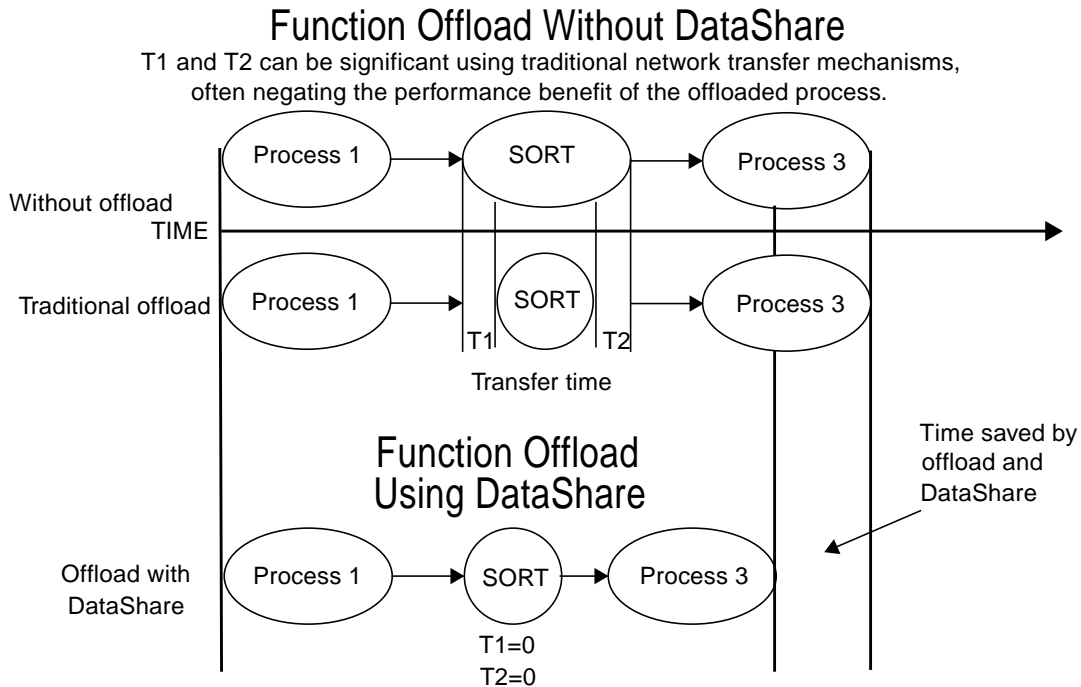 Function Offload Without DataShare
T1 and T2 can be significant using traditional network transfer mechanisms,
often negating the performance benefit of the offloaded process.
Process 1
SORT
Process 3
Without offload
TIME
Traditional offload
Process 1
SORT
Process 3
T1
T2
Transfer time
Function Offload
Using DataShare
Time saved by
offload and
DataShare
Offload with
DataShare
Process 1
SORT
Process 3
T1=0
T2=0